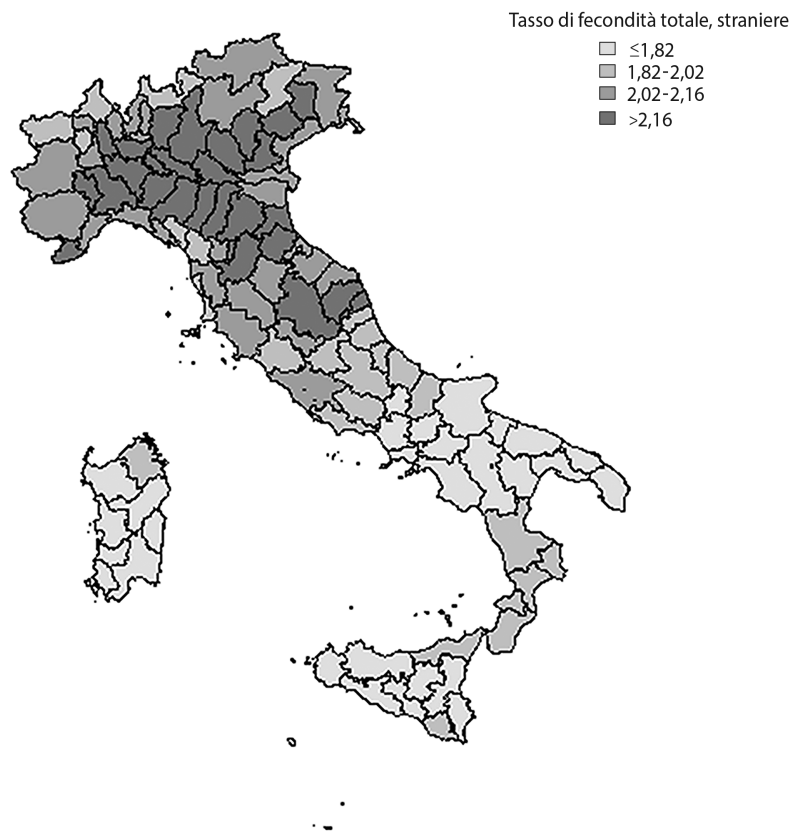 Tasso di fecondità totale, straniere
≤1,82
1,82-2,02
2,02-2,16
>2,16